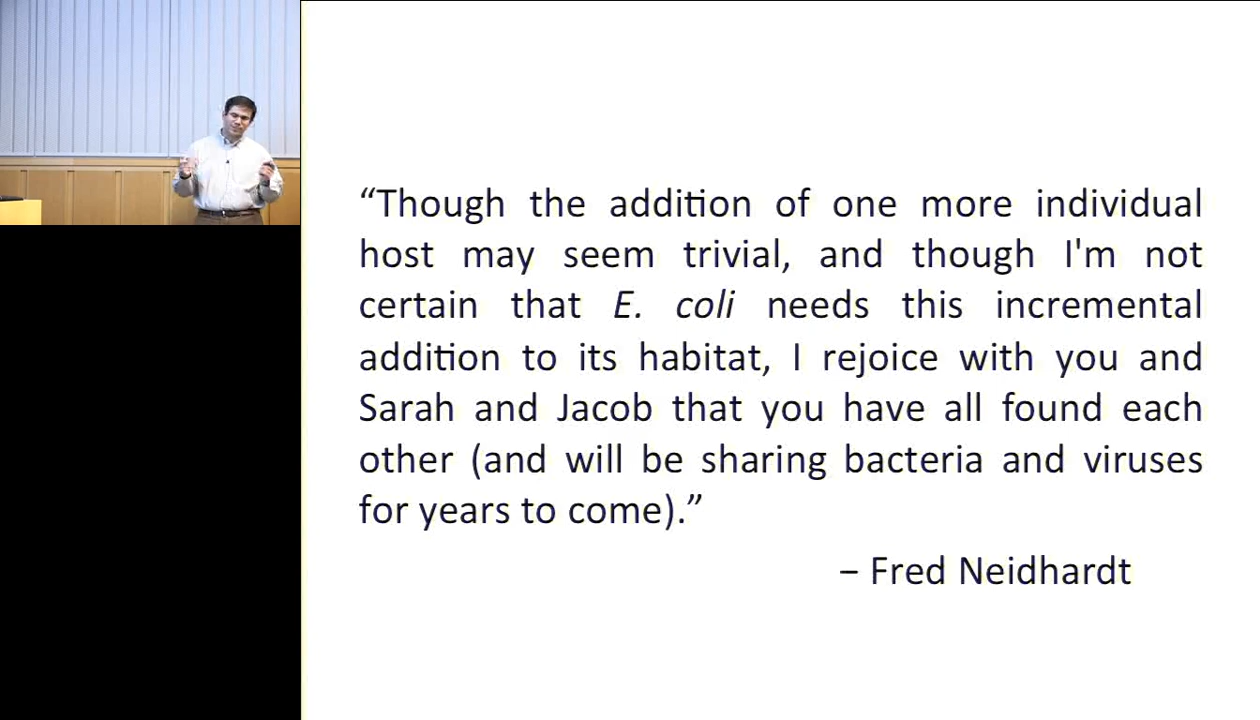 “Though the addition of one more individual
host may seem trivial, and though I'm not
certain that E. coli needs this incremental
addition to its habitat, I rejoice with you and
Sarah and Jacob that you have all found each
other (and will be sharing bacteria and viruses
for years to come).”
– Fred Neidhardt